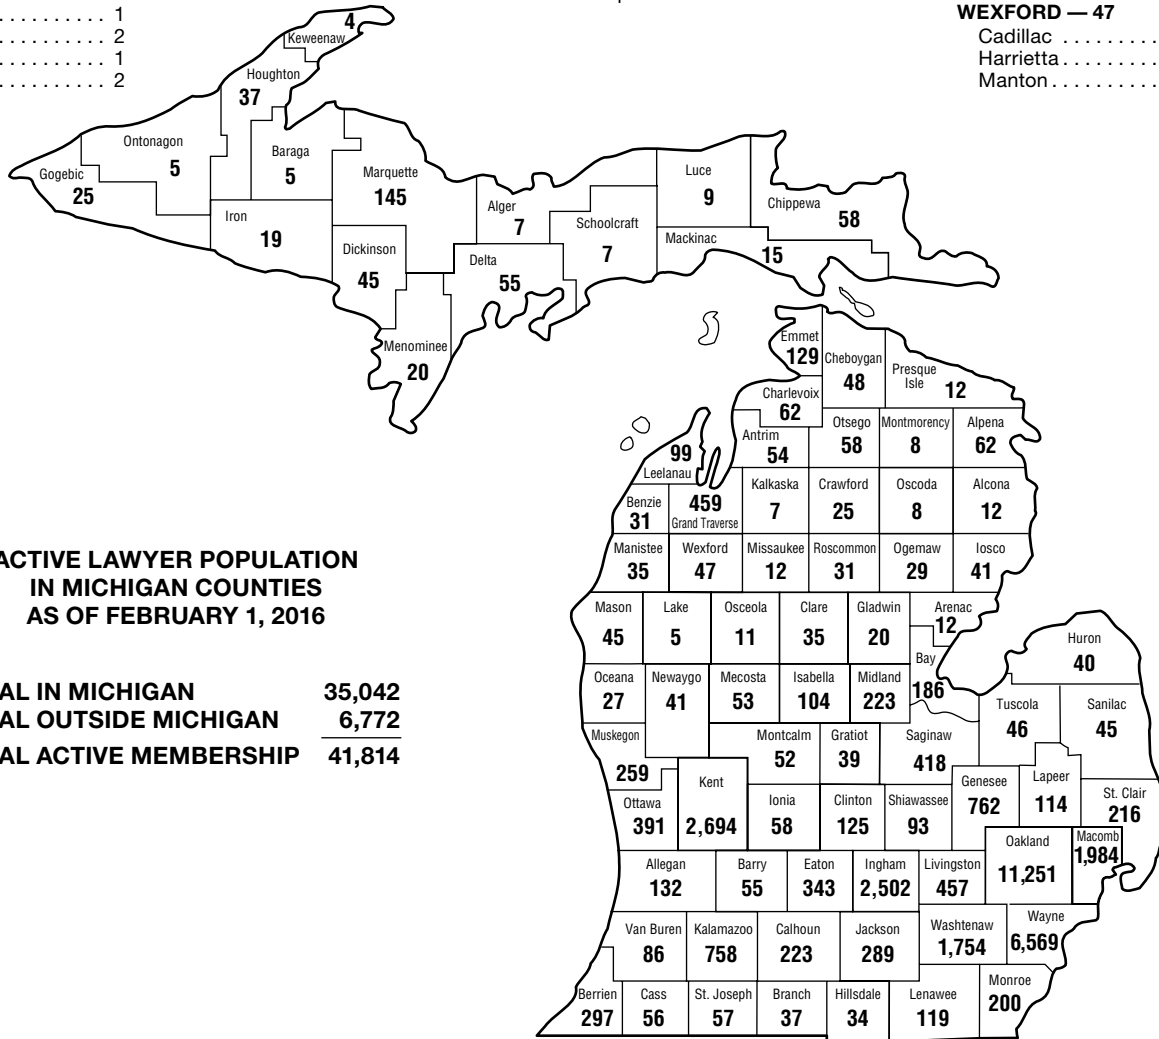 . . . . . . . . . . 1
. . . . . . . . . . 2
. . . . . . . . . . 1
. . . . . . . . . . 2
WEXFORD — 47
Cadillac . . . . . . . . .
Harrietta . . . . . . . . .
Manton . . . . . . . . . .
4
Keweenaw
Houghton
37
Ontonagon
5
Baraga
5
Gogebic
25
Marquette
145
Iron
19
Dickinson
45
Menominee
20
Alger
7
Delta
55
Schoolcraft
7
Luce
9
Mackinac
15
Chippewa
58
Emmet
129
Cheboygan
48
Presque
Isle
12
Charlevoix
62
Antrim
54
Otsego
58
Montmorency
8
Alpena
62
99
Leelanau
Benzie
31
459
Grand Traverse
Kalkaska
7
Crawford
25
Oscoda
8
Alcona
12
Manistee
35
Wexford
47
Missaukee
12
Roscommon
31
Ogemaw
29
Iosco
41
ACTIVE LAWYER POPULATION
IN MICHIGAN COUNTIES
AS OF FEBRUARY 1, 2016
AL IN MICHIGAN 35,042
AL OUTSIDE MICHIGAN 6,772
AL ACTIVE MEMBERSHIP 41,814
Mason
45
Lake
5
Osceola
11
Clare
35
Gladwin
20
Arenac
12
Huron
40
Oceana
27
Newaygo
41
Mecosta
53
Isabella
104
Midland
223
Bay
186
Tuscola
46
Sanilac
45
Muskegon
259
Montcalm
52
Gratiot
39
Saginaw
418
Kent
2,694
Ottawa
391
Ionia
58
Clinton
125
Shiawassee
93
Genesee
762
Lapeer
114
St. Clair
216
Allegan
132
Barry
55
Eaton
343
Ingham
2,502
Livingston
457
Oakland
11,251
Macomb
1,984
Van Buren
86
Kalamazoo
758
Calhoun
223
Jackson
289
Washtenaw
1,754
Wayne
6,569
Berrien
297
Cass
56
St. Joseph
57
Branch
37
Hillsdale
34
Lenawee
119
Monroe
200